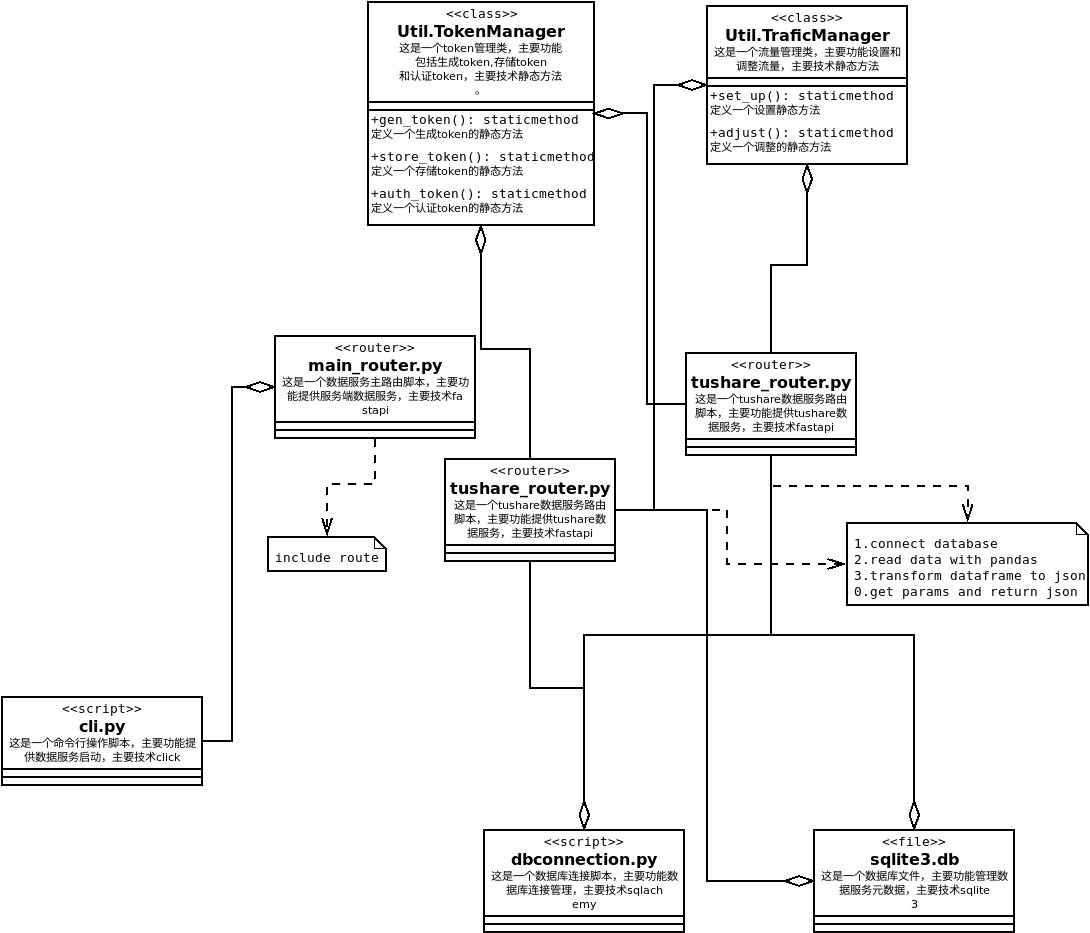 <<class>>
Util.TokenManager
这是一个token管理类，主要功能
包括生成token,存储token
和认证token，主要技术静态方法
。
+gen_token(): staticmethod
定义一个生成token的静态方法
+store_token(): staticmethod
定义一个存储token的静态方法
+auth_token(): staticmethod
定义一个认证token的静态方法
<<class>>
Util.TraficManager
这是一个流量管理类，主要功能设置和
调整流量，主要技术静态方法
+set_up(): staticmethod
定义一个设置静态方法
+adjust(): staticmethod
定义一个调整的静态方法
<<router>>
main_router.py
这是一个数据服务主路由脚本，主要功
能提供服务端数据服务，主要技术fa
stapi
<<router>>
tushare_router.py
这是一个tushare数据服务路由
脚本，主要功能提供tushare数
据服务，主要技术fastapi
<<router>>
tushare_router.py
这是一个tushare数据服务路由
脚本，主要功能提供tushare数
据服务，主要技术fastapi
include route
1.connect database
2.read data with pandas
3.transform dataframe to json
0.get params and return json
<<script>>
cli.py
这是一个命令行操作脚本，主要功能提
供数据服务启动，主要技术click
<<script>>
dbconnection.py
这是一个数据库连接脚本，主要功能数
据库连接管理，主要技术sqlach
emy
<<file>>
sqlite3.db
这是一个数据库文件，主要功能管理数
据服务元数据，主要技术sqlite
3